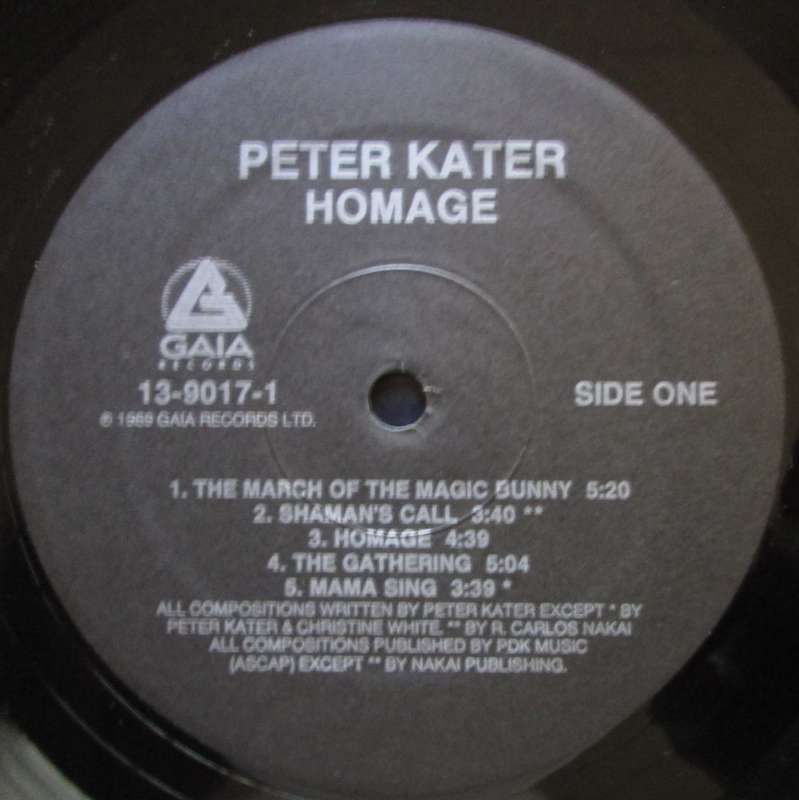 PETER KATER
HOMAGE
GAIA
RECORDS
13-9017-1
SIDE ONE
℗ 1989 GAIA RECORDS LTD.
1. THE MARCH OF THE MAGIC BUNNY 5:20
2. SHAMAN'S CALL 3:40 **
3. HOMAGE 4:39
4. THE GATHERING 5:04
5. MAMA SING 3:39 *
ALL COMPOSITIONS WRITTEN BY PETER KATER EXCEPT * BY
PETER KATER & CHRISTINE WHITE. ** BY R. CARLOS NAKAI
ALL COMPOSITIONS PUBLISHED BY PDK MUSIC
(ASCAP) EXCEPT ** BY NAKAI PUBLISHING.